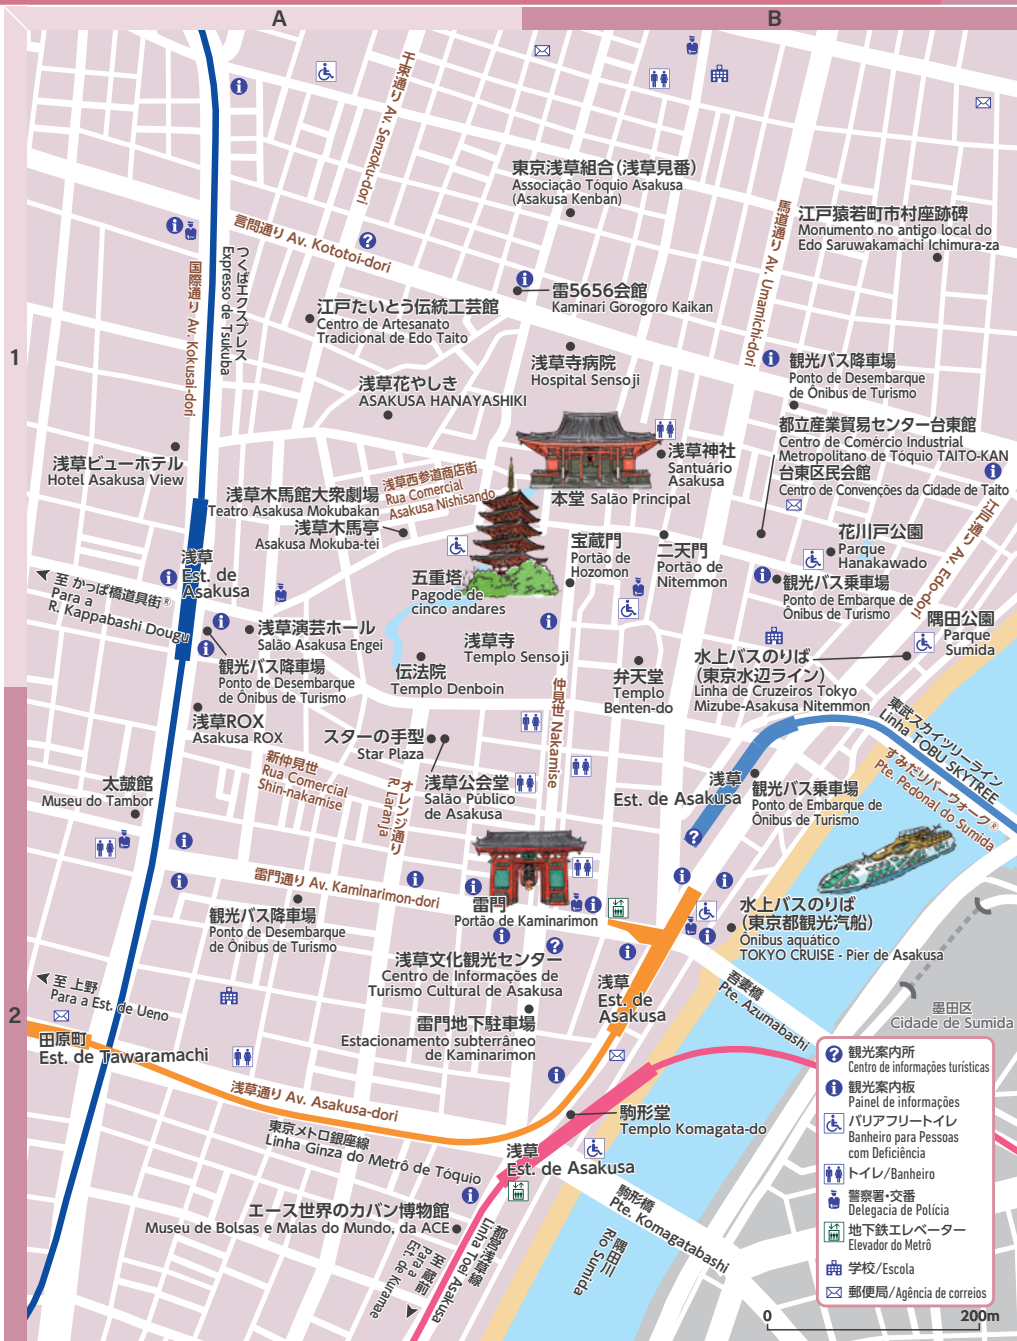 A
B
1
2
千束通り Av. Senzoku-dori
東京浅草組合(浅草見番)
Associação Tóquio Asakusa
(Asakusa Kenban)
馬道通り Av. Umamichi-dori
江戸猿若町市村座跡碑
Monumento no antigo local do
Edo Saruwakamachi Ichimura-za
言問通り Av. Kototoi-dori
つくばエクスプレス
Expresso de Tsukuba
国際通り Av. Kokusai-dori
雷5656会館
Kaminari Gorogoro Kaikan
江戸たいとう伝統工芸館
Centro de Artesanato
Tradicional de Edo Taito
浅草寺病院
Hospital Sensoji
観光バス降車場
Ponto de Desembarque
de Ônibus de Turismo
浅草花やしき
ASAKUSA HANAYASHIKI
都立産業貿易センター台東館
Centro de Comércio Industrial
Metropolitano de Tóquio TAITO-KAN
台東区民会館
Centro de Convenções da Cidade de Taito
浅草ビューホテル
Hotel Asakusa View
浅草神社
Santuário
Asakusa
浅草西参道商店街
Rua Comercial
Asakusa Nishisando
本堂 Salão Principal
浅草木馬館大衆劇場
Teatro Asakusa Mokubakan
浅草木馬亭
Asakusa Mokuba-tei
江戸通り Av. Edo-dori
花川戸公園
Parque
Hanakawado
宝蔵門
Portão de
Hozomon
二天門
Portão de
Nitemmon
浅草
Est. de
Asakusa
五重塔
Pagode de
cinco andares
観光バス乗車場
Ponto de Embarque de
Ônibus de Turismo
至 かっぱ橋道具街®
Para a
R. Kappabashi Dougu
隅田公園
Parque
Sumida
浅草演芸ホール
Salão Asakusa Engei
浅草寺
Templo Sensoji
観光バス降車場
Ponto de Desembarque
de Ônibus de Turismo
伝法院
Templo Denboin
弁天堂
Templo
Benten-do
水上バスのりば
(東京水辺ライン)
Linha de Cruzeiros Tokyo
Mizube-Asakusa Nitemmon
仲見世 Nakamise
浅草ROX
Asakusa ROX
スターの手型
Star Plaza
東武スカイツリーライン
Linha TOBU SKYTREE
すみだリバーウォーク®
Pte. Pedonal do Sumida
新仲見世
Rua Comercial
Shin-nakamise
オレンジ通り
R. laranja
浅草公会堂
Salão Público
de Asakusa
浅草
Est. de Asakusa
観光バス乗車場
Ponto de Embarque de
Ônibus de Turismo
太鼓館
Museu do Tambor
雷門通り Av. Kaminarimon-dori
雷門
Portão de Kaminarimon
観光バス降車場
Ponto de Desembarque
de Ônibus de Turismo
水上バスのりば
(東京都観光汽船)
Ônibus aquático
TOKYO CRUISE - Píer de Asakusa
浅草文化観光センター
Centro de Informações de
Turismo Cultural de Asakusa
浅草
Est. de
Asakusa
吾妻橋
Pte. Azumabashi
至 上野
Para a Est. de Ueno
墨田区
Cidade de Sumida
雷門地下駐車場
Estacionamento subterrâneo
de Kaminarimon
田原町
Est. de Tawaramachi
浅草通り Av. Asakusa-dori
東京メトロ銀座線
Linha Ginza do Metrô de Tóquio
駒形堂
Templo Komagata-do
浅草
Est. de Asakusa
駒形橋
Pte. Komagatabashi
エース世界のカバン博物館
Museu de Bolsas e Malas do Mundo, da ACE
都営浅草線
Linha Toei Asakusa
至 蔵前
Para a
Est. de Kuramae
隅田川
Rio Sumida
観光案内所
Centro de informações turísticas
観光案内板
Painel de informações
バリアフリートイレ
Banheiro para Pessoas
com Deficiência
トイレ/Banheiro
警察署・交番
Delegacia de Polícia
地下鉄エレベーター
Elevador do Metrô
学校/Escola
郵便局/Agência de correios
0 200m